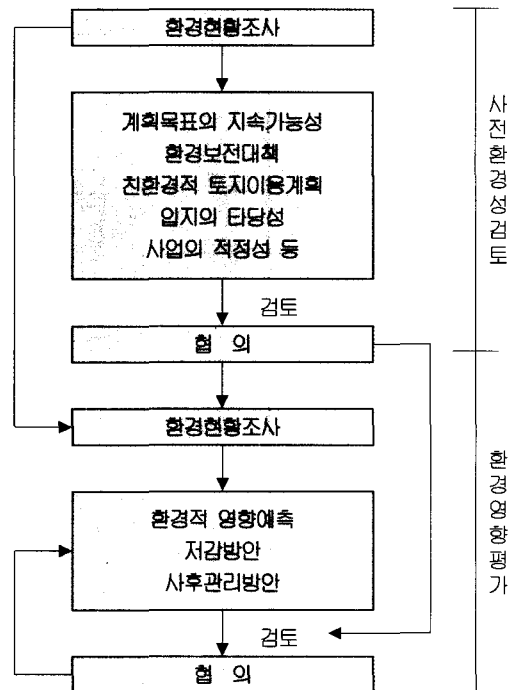 환경현황조사
계획목표의 지속가능성
환경보전대책
친환경적 토지이용계획
입지의 타당성
사업의 적정성 등
검토
협 의
환경현황조사
환경적 영향예측
저감방안
사후관리방안
검토
협 의
사전환경성검토
환경영향평가